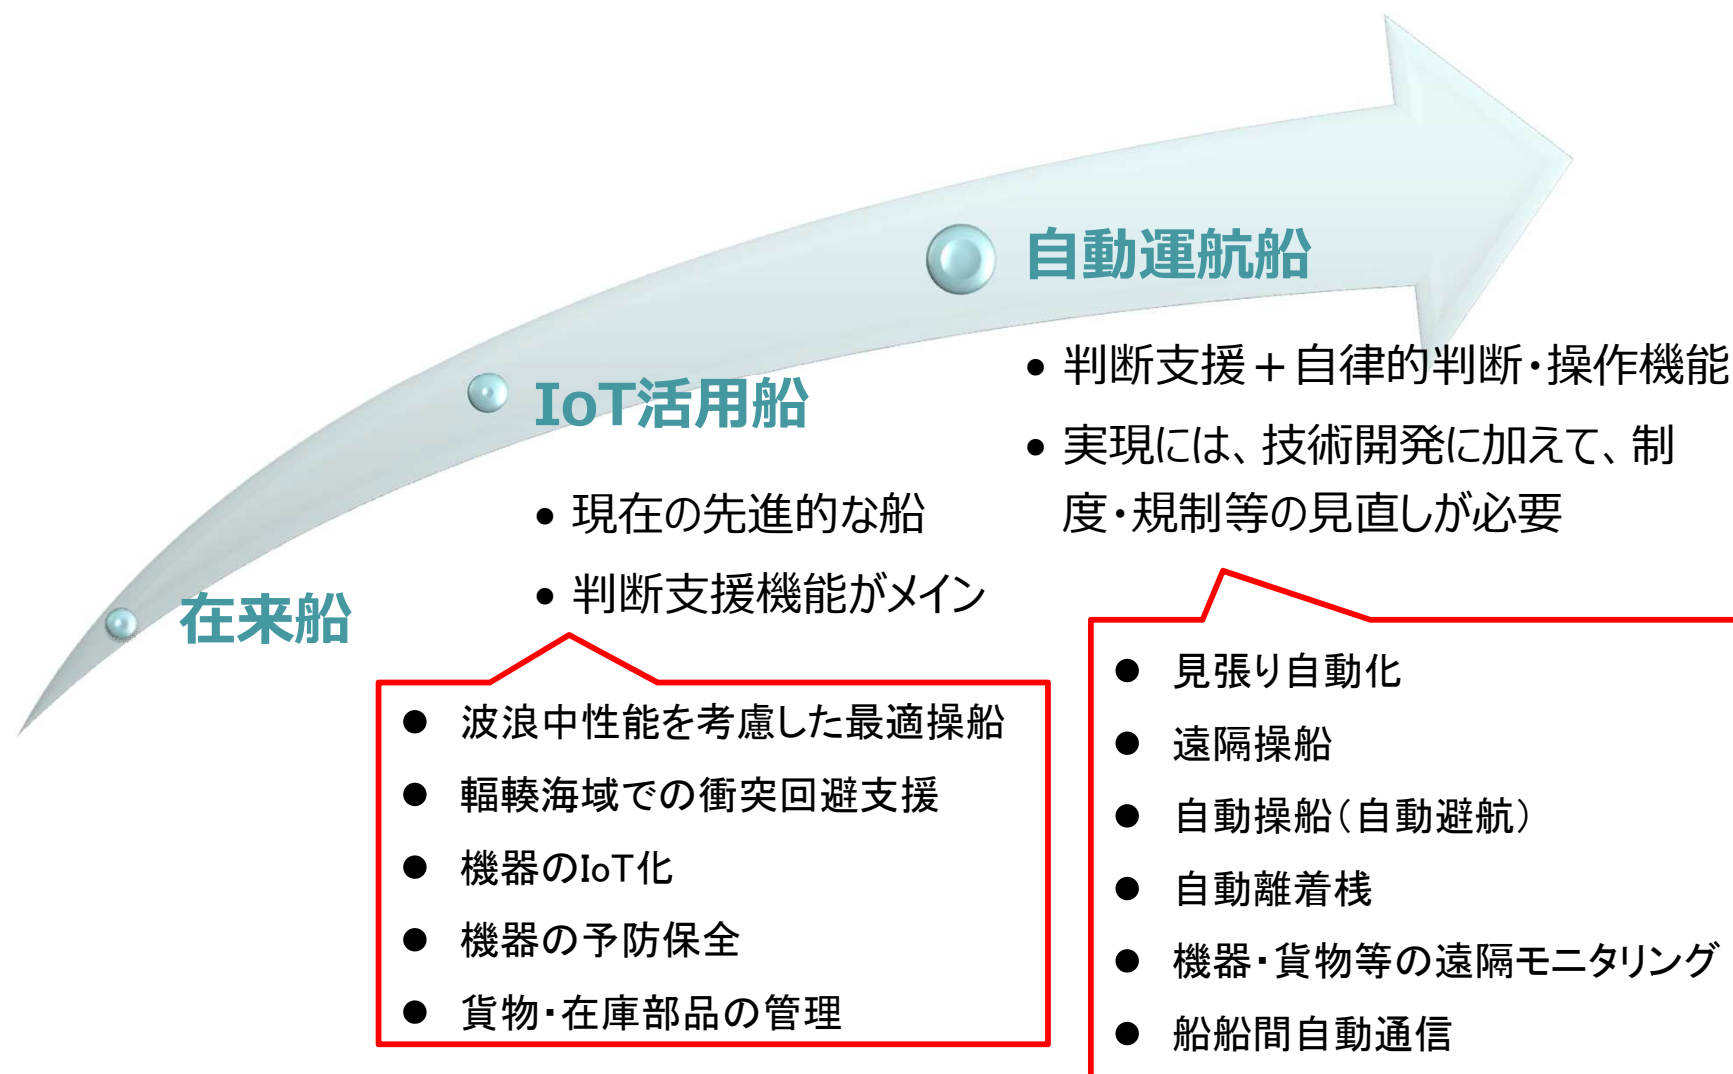 自動運航船
• 判断支援+自律的判断・操作機能
• 実現には、技術開発に加えて、制
度・規制等の見直しが必要
● 見張り自動化
● 遠隔操船
● 自動操船(自動避航)
● 自動離着桟
● 機器・貨物等の遠隔モニタリング
● 船船間自動通信
IoT活用船
• 現在の先進的な船
• 判断支援機能がメイン
● 波浪中性能を考慮した最適操船
● 輻輳海域での衝突回避支援
● 機器のIoT化
● 機器の予防保全
● 貨物・在庫部品の管理
在来船